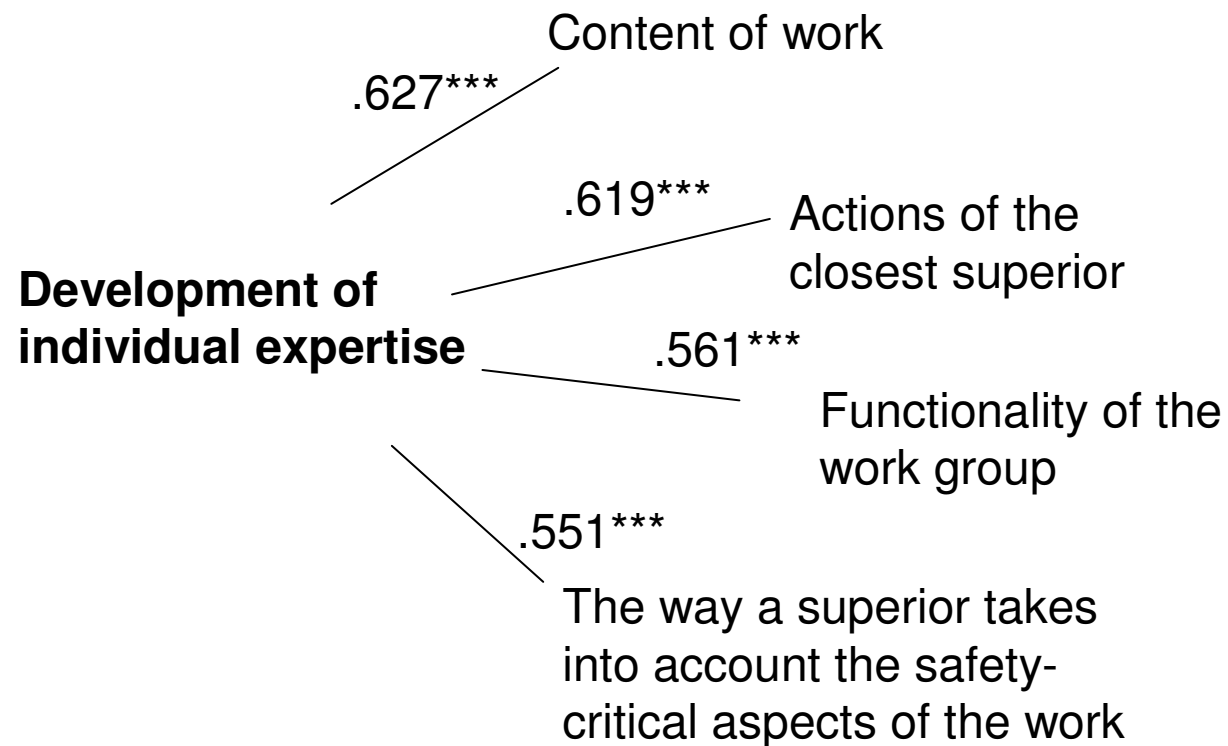 Content of work
.627***
.619***
Actions of the
closest superior
Development of
individual expertise
.561***
Functionality of the
work group
.551***
The way a superior takes
into account the safety-
critical aspects of the work